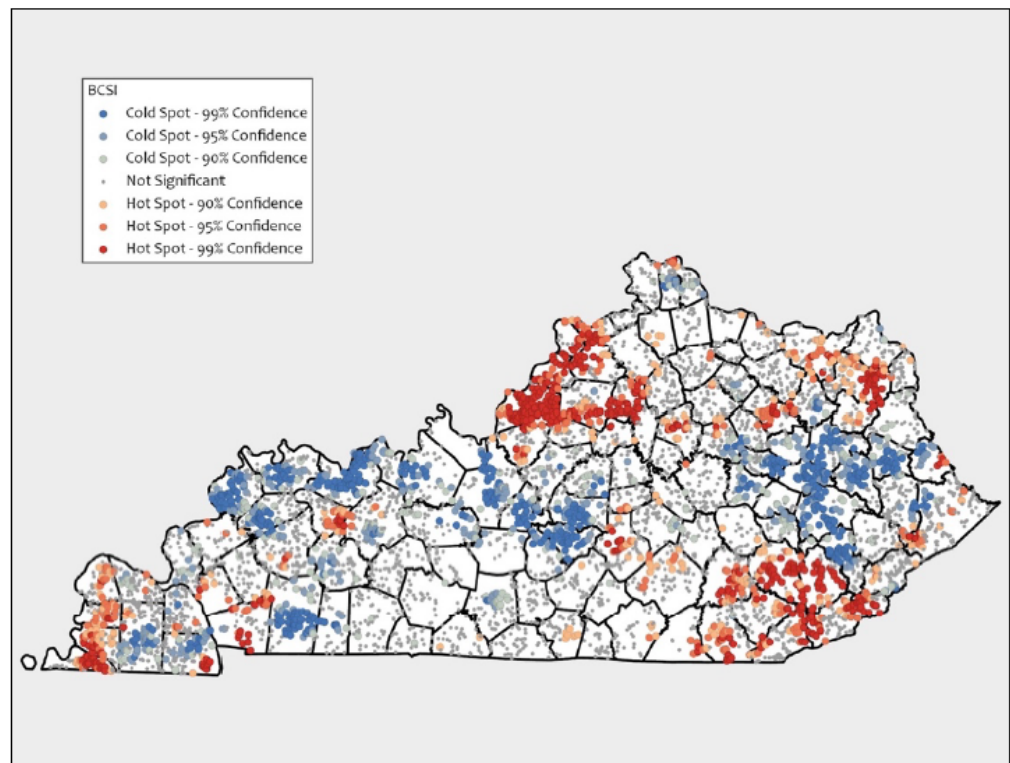 BCSI
Cold Spot - 99% Confidence
Cold Spot - 95% Confidence
Cold Spot - 90% Confidence
Not Significant
Hot Spot - 90% Confidence
Hot Spot - 95% Confidence
Hot Spot - 99% Confidence